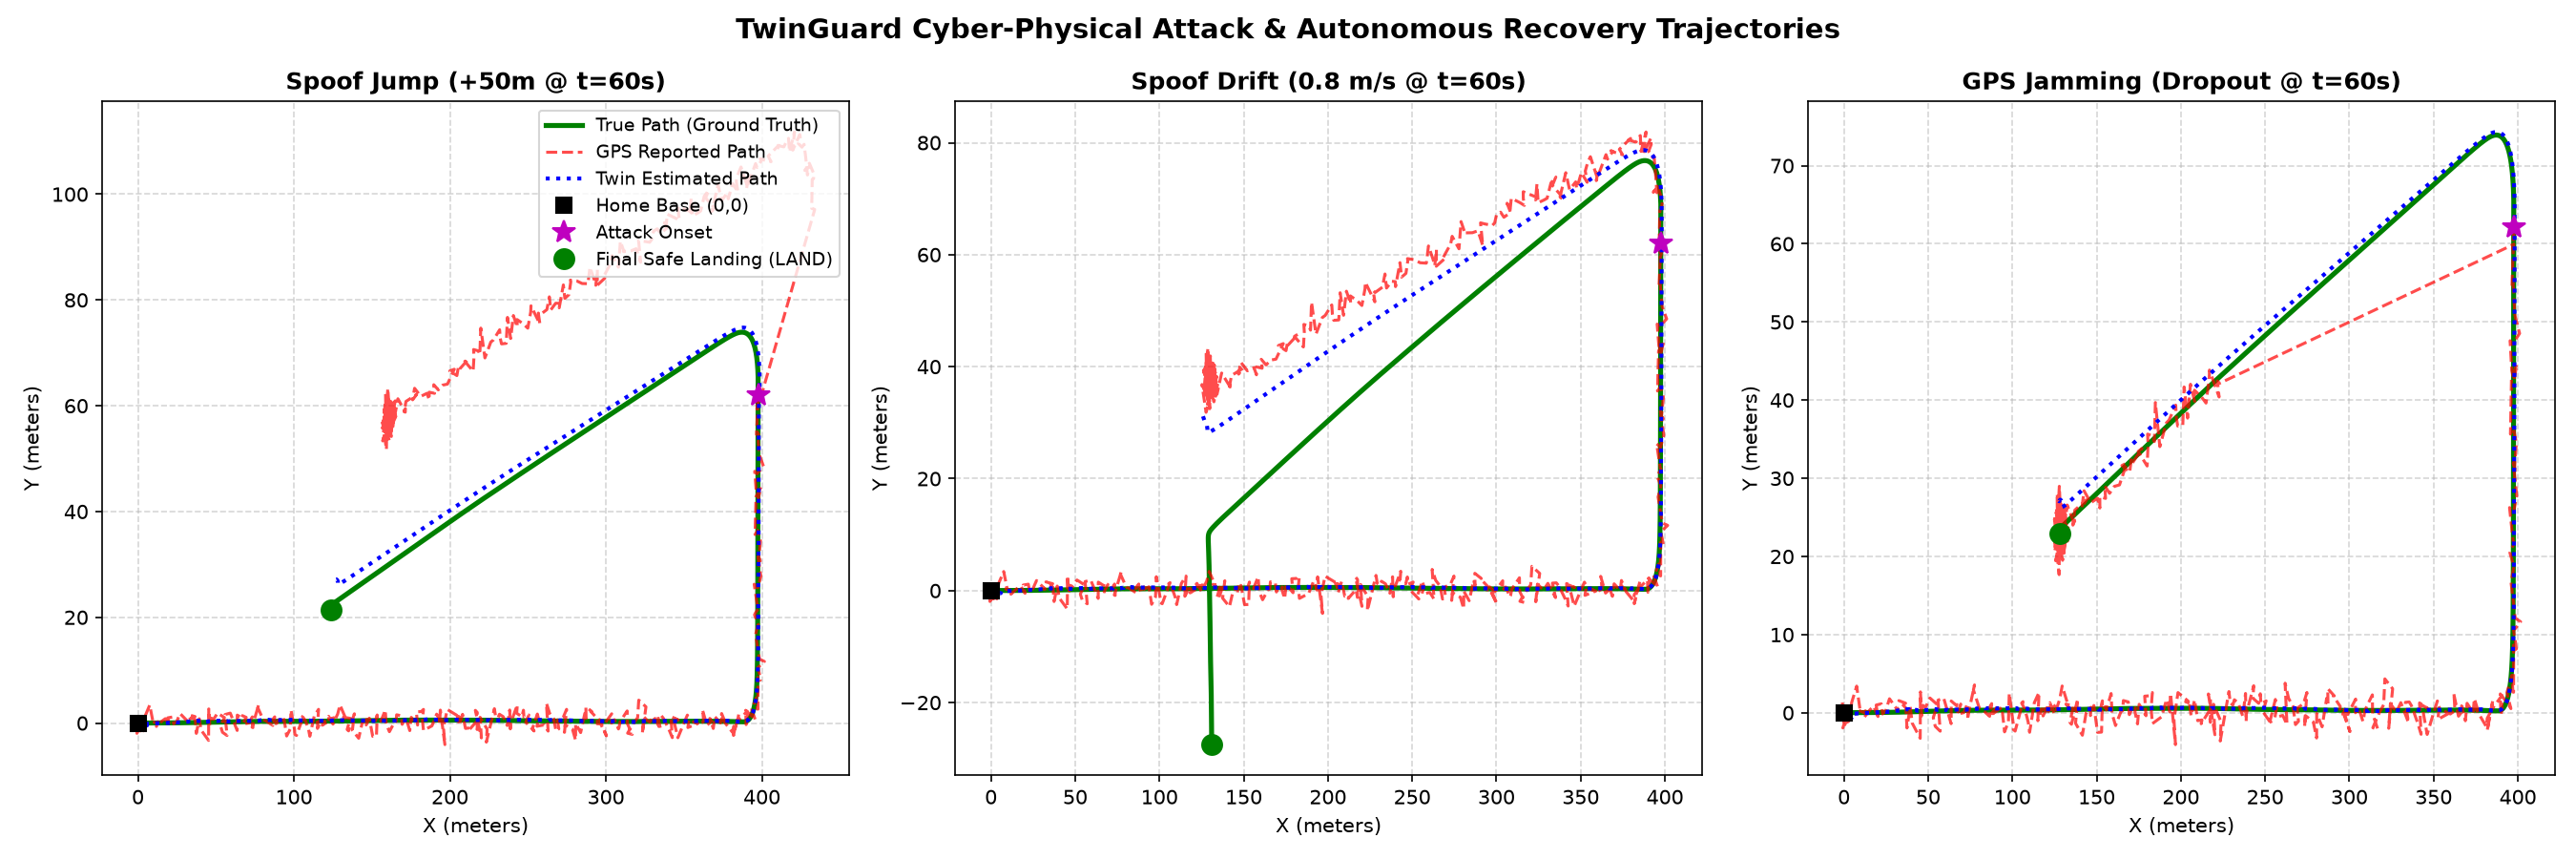 TwinGuard Cyber-Physical Attack & Autonomous Recovery Trajectories
Spoof Jump (+50m @ t=60s)
True Path (Ground Truth)
GPS Reported Path
Twin Estimated Path
Home Base (0,0)
Attack Onset
Final Safe Landing (LAND)
100
80
60
40
20
0
Y (meters)
0 100 200 300 400
X (meters)
Spoof Drift (0.8 m/s @ t=60s)
80
60
40
20
0
−20
Y (meters)
0 50 100 150 200 250 300 350 400
X (meters)
GPS Jamming (Dropout @ t=60s)
70
60
50
40
30
20
10
0
Y (meters)
0 50 100 150 200 250 300 350 400
X (meters)